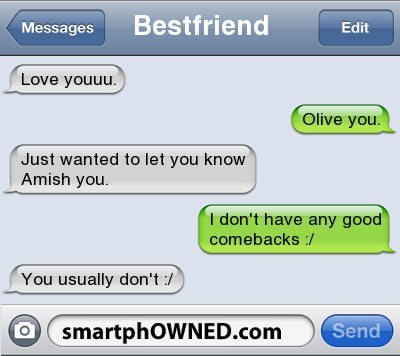 Messages
Bestfriend
Edit
Love youuu.
Olive you.
Just wanted to let you know
Amish you.
I don't have any good
comebacks :/
You usually don't :/
smartphOWNED.com
Send